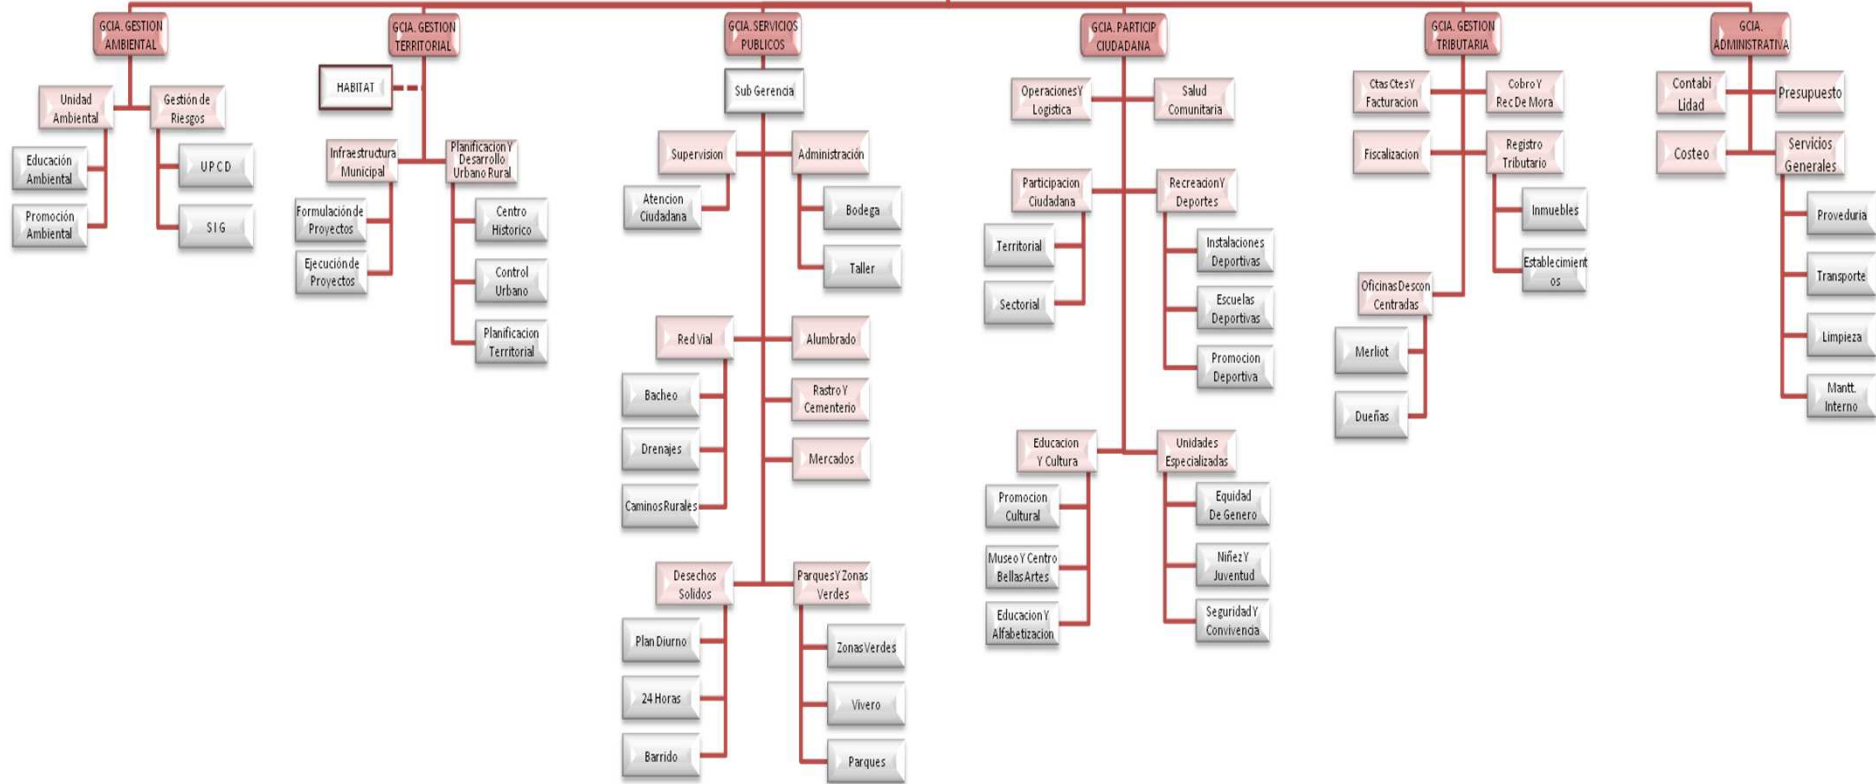 GCIA. GESTION
AMBIENTAL
Unidad
Ambiental
Gestión de
Riesgos
Educación
Ambiental
Promoción
Ambiental
U P C D
S I G
GCIA. GESTION
TERRITORIAL
HABITAT
Infraestructura
Municipal
Planificacion Y
Desarrollo
Urbano Rural
Formulación de
Proyectos
Ejecución de
Proyectos
Centro
Historico
Control
Urbano
Planificacion
Territorial
GCIA. SERVICIOS
PUBLICOS
Sub Gerencia
Supervision
Administración
Atencion
Ciudadana
Bodega
Taller
Red Vial
Alumbrado
Bacheo
Drenajes
Caminos Rurales
Rastro Y
Cementerio
Mercados
Desechos
Solidos
Parques Y Zonas
Verdes
Plan Diurno
24 Horas
Barrido
Zonas Verdes
Vivero
Parques
GCIA. PARTICIP
CIUDADANA
Operaciones Y
Logistica
Salud
Comunitaria
Participacion
Ciudadana
Recreacion Y
Deportes
Territorial
Sectorial
Instalaciones
Deportivas
Escuelas
Deportivas
Promocion
Deportiva
Educacion
Y Cultura
Unidades
Especializadas
Promocion
Cultural
Museo Y Centro
Bellas Artes
Educacion Y
Alfabetizacion
Equidad
De Genero
Niñez Y
Juventud
Seguridad Y
Convivencia
GCIA. GESTION
TRIBUTARIA
Ctas Ctes Y
Facturacion
Cobro Y
Rec De Mora
Fiscalizacion
Registro
Tributario
Inmuebles
Establecimient
os
Oficinas Descon
Centradas
Merliot
Dueñas
GCIA.
ADMINISTRATIVA
Contabi
Lidad
Presupuesto
Costeo
Servicios
Generales
Proveduria
Transporte
Limpieza
Mantt.
Interno